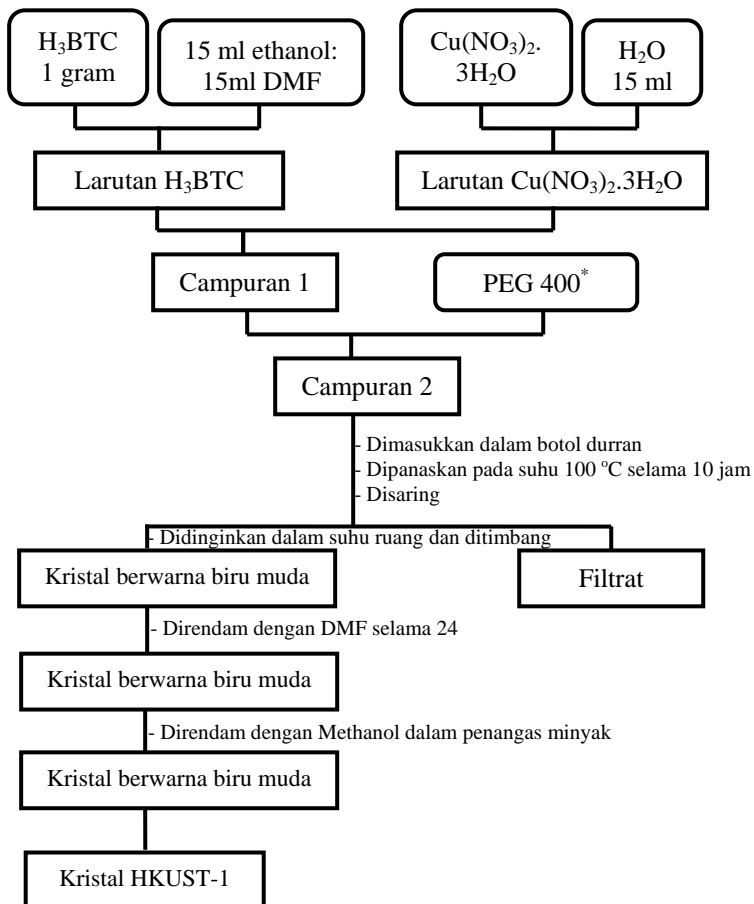 H₃BTC
1 gram
15 ml ethanol:
15ml DMF
Cu(NO₃)₂.
3H₂O
H₂O
15 ml
Larutan H₃BTC
Larutan Cu(NO₃)₂.3H₂O
Campuran 1
PEG 400*
Campuran 2
- Dimasukkan dalam botol durran
- Dipanaskan pada suhu 100 °C selama 10 jam
- Disaring
- Didinginkan dalam suhu ruang dan ditimbang
Kristal berwarna biru muda
Filtrat
- Direndam dengan DMF selama 24
Kristal berwarna biru muda
- Direndam dengan Methanol dalam penangas minyak
Kristal berwarna biru muda
Kristal HKUST-1